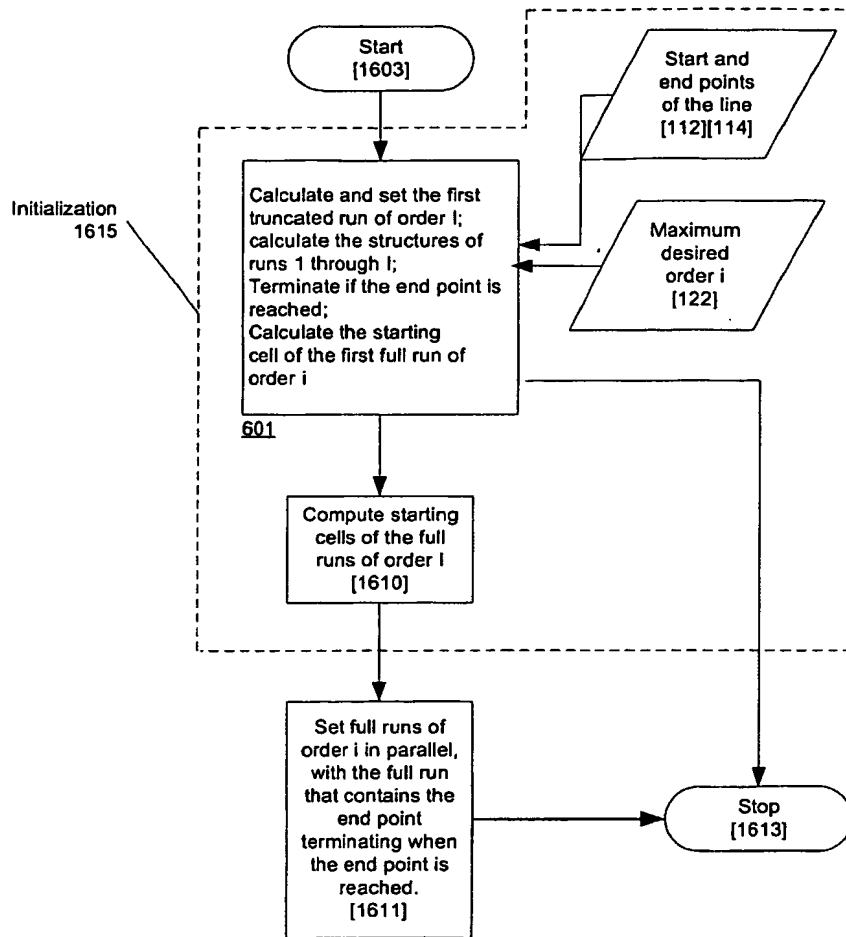 Start
[1603]
Start and
end points
of the line
[112][114]
Initialization
1615
Calculate and set the first
truncated run of order I;
calculate the structures of
runs 1 through I;
Terminate if the end point is
reached;
Calculate the starting
cell of the first full run of
order i
Maximum
desired
order i
[122]
601
Compute starting
cells of the full
runs of order I
[1610]
Set full runs of
order i in parallel,
with the full run
that contains the
end point
terminating when
the end point is
reached.
[1611]
Stop
[1613]